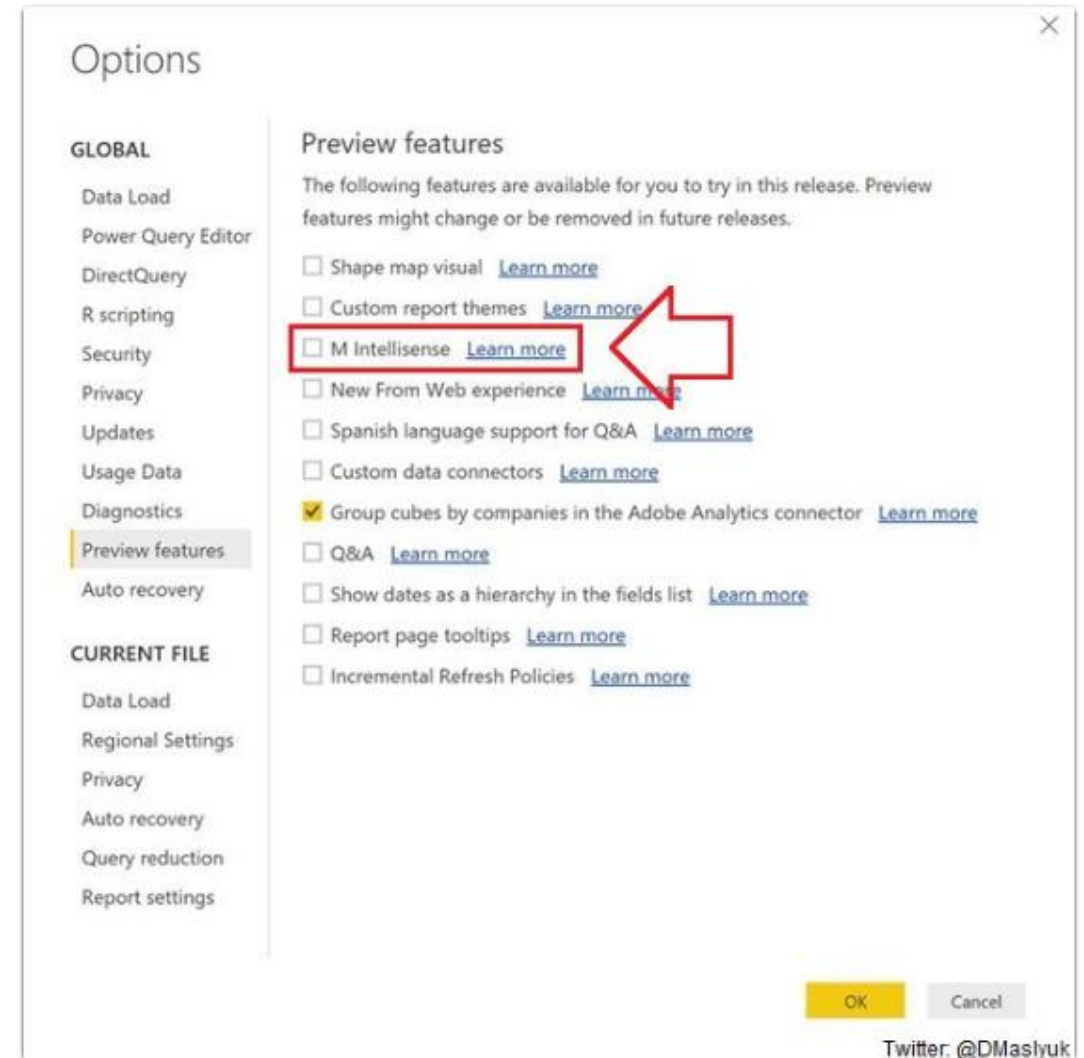 Options
GLOBAL
Data Load
Power Query Editor
DirectQuery
R scripting
Security
Privacy
Updates
Usage Data
Diagnostics
Preview features
Auto recovery
CURRENT FILE
Data Load
Regional Settings
Privacy
Auto recovery
Query reduction
Report settings
Preview features
The following features are available for you to try in this release. Preview
features might change or be removed in future releases.
Shape map visual Learn more
Custom report themes Learn more
M Intellisense Learn more
New From Web experience Learn more
Spanish language support for Q&A Learn more
Custom data connectors Learn more
Group cubes by companies in the Adobe Analytics connector Learn more
Q&A Learn more
Show dates as a hierarchy in the fields list Learn more
Report page tooltips Learn more
Incremental Refresh Policies Learn more
OK Cancel
Twitter: @DMaslyuk